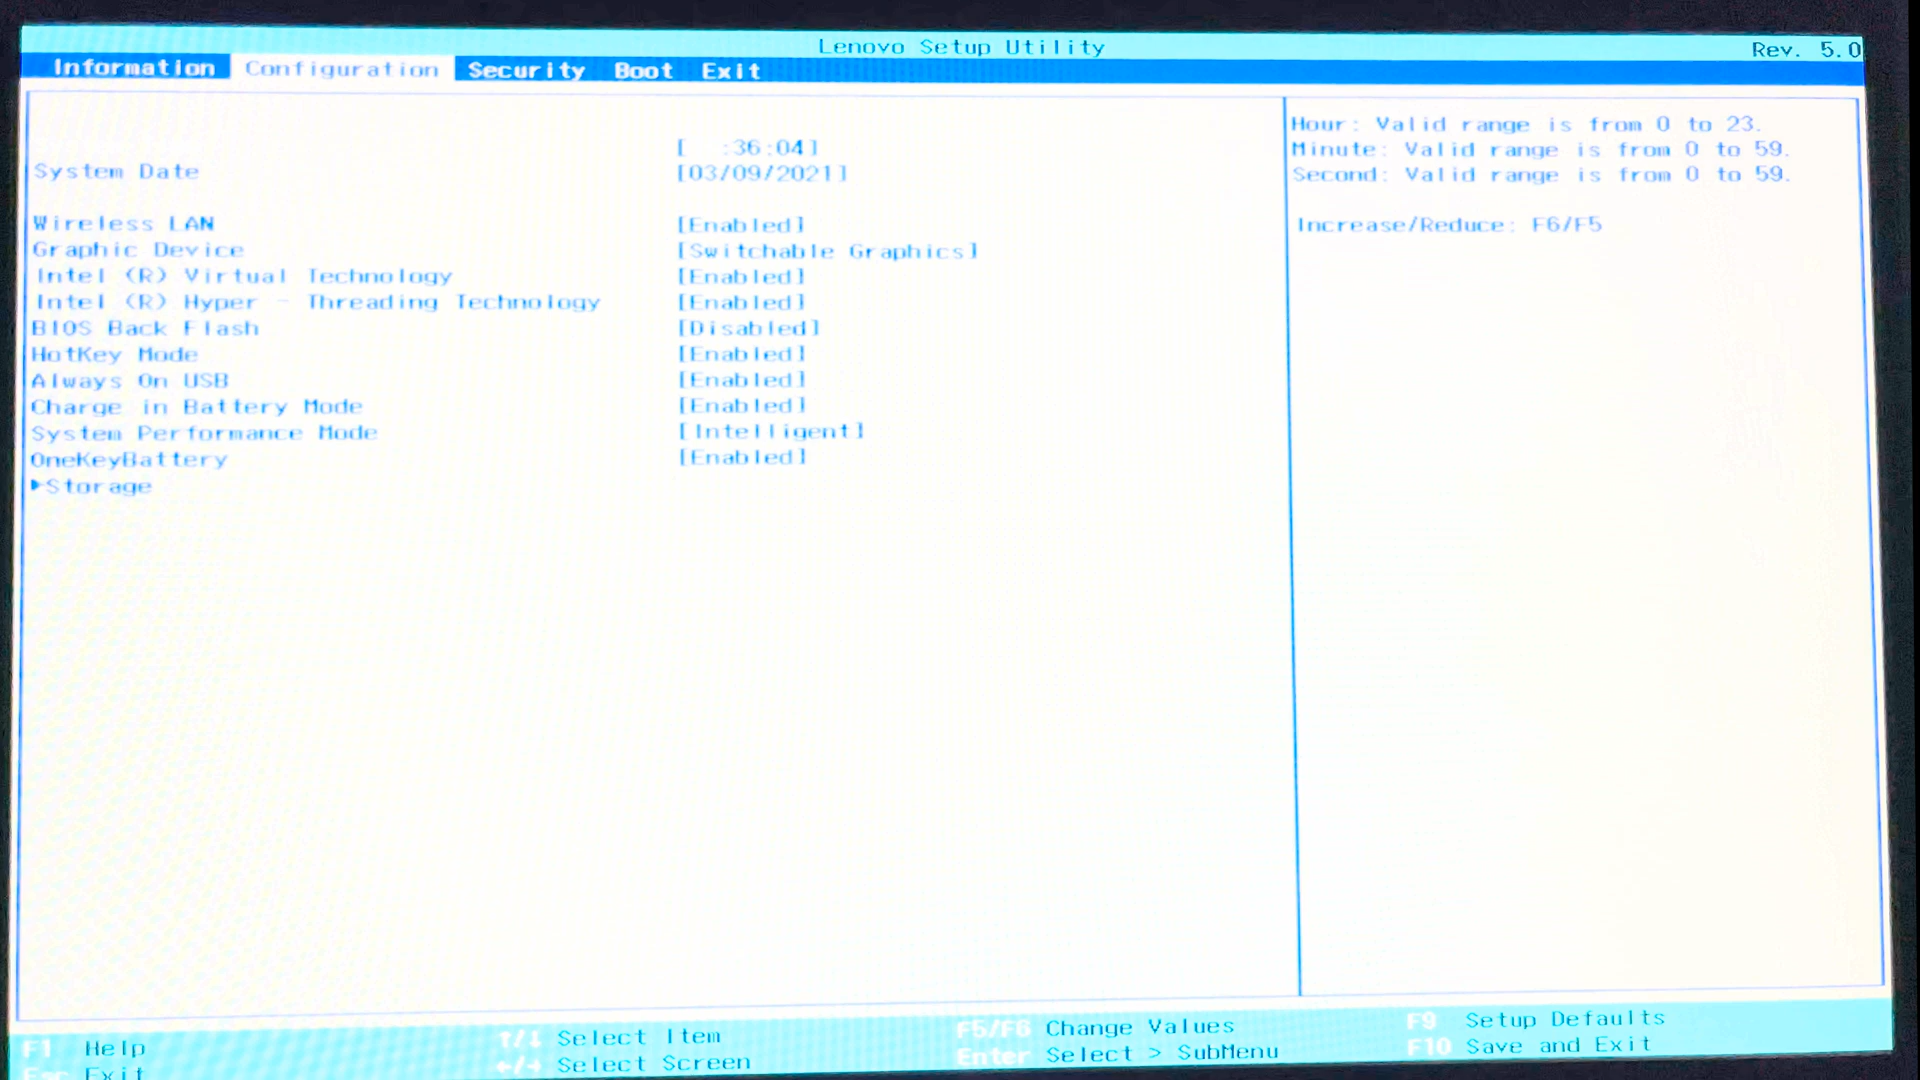 Lenovo Setup Utility
Rev. 5.0
Information Configuration Security Boot Exit
[ :36:04]
System Date [03/09/2021]
Wireless LAN [Enabled]
Graphic Device [Switchable Graphics]
Intel (R) Virtual Technology [Enabled]
Intel (R) Hyper - Threading Technology [Enabled]
BIOS Back Flash [Disabled]
HotKey Mode [Enabled]
Always On USB [Enabled]
Charge in Battery Mode [Enabled]
System Performance Mode [Intelligent]
OneKeyBattery [Enabled]
▶Storage
Hour: Valid range is from 0 to 23.
Minute: Valid range is from 0 to 59.
Second: Valid range is from 0 to 59.
Increase/Reduce: F6/F5
F1 Help ↑/↓ Select Item F5/F6 Change Values F9 Setup Defaults
Esc Exit ←/→ Select Screen Enter Select > SubMenu F10 Save and Exit